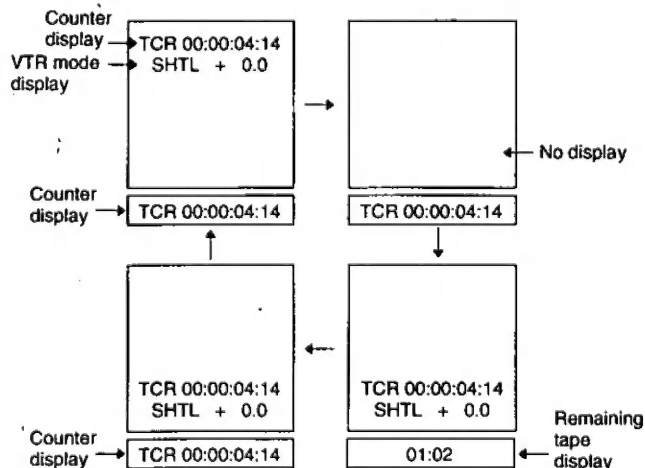 Counter
display
TCR 00:00:04:14
VTR mode
display
SHTL + 0.0
No display
Counter
display
TCR 00:00:04:14
TCR 00:00:04:14
TCR 00:00:04:14
SHTL + 0.0
TCR 00:00:04:14
SHTL + 0.0
Counter
display
TCR 00:00:04:14
01:02
Remaining
tape
display